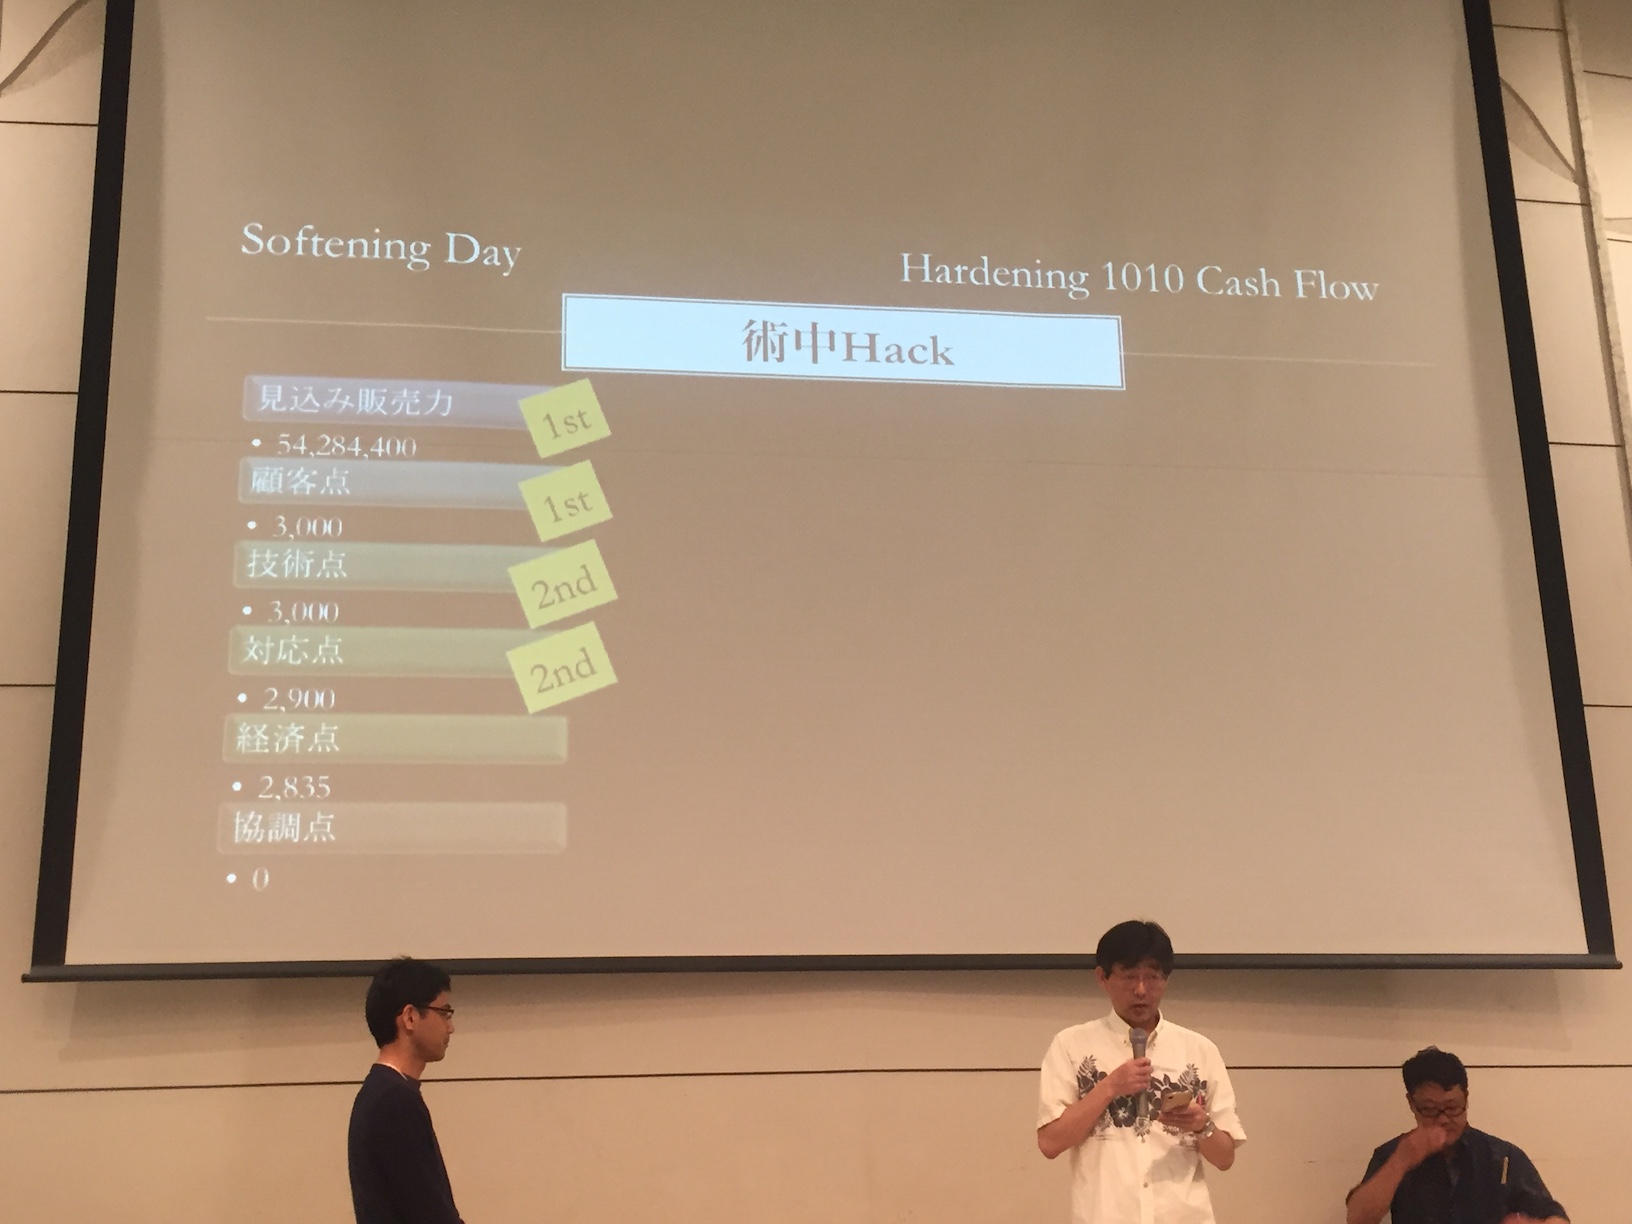 Softening Day
Hardening 1010 Cash Flow
術中Hack
見込み販売力
1st
• 54,284,400
顧客点
1st
• 3,000
技術点
2nd
• 3,000
対応点
2nd
• 2,900
経済点
• 2,835
協調点
• 0